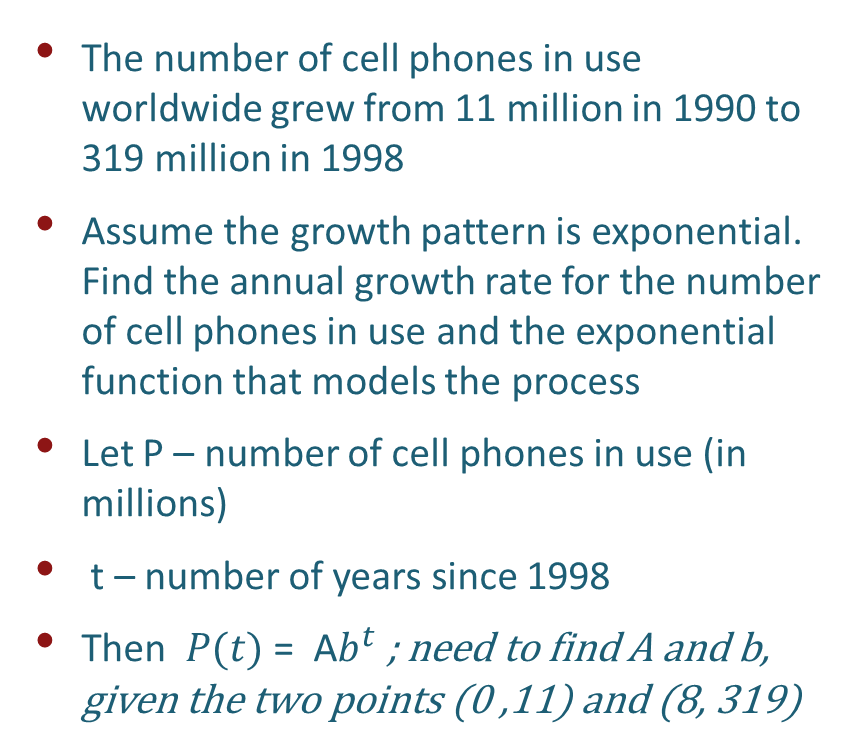 • The number of cell phones in use
worldwide grew from 11 million in 1990 to
319 million in 1998
• Assume the growth pattern is exponential.
Find the annual growth rate for the number
of cell phones in use and the exponential
function that models the process
• Let P – number of cell phones in use (in
millions)
• t – number of years since 1998
• Then P(t) = Abᵗ ; need to find A and b,
given the two points (0 ,11) and (8, 319)